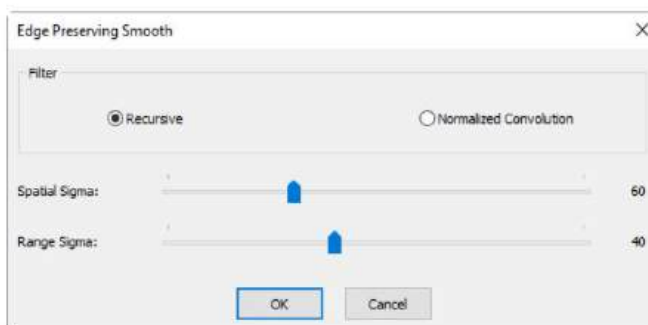 Edge Preserving Smooth
Filter
Recursive
Normalized Convolution
Spatial Sigma:
60
Range Sigma:
40
OK
Cancel